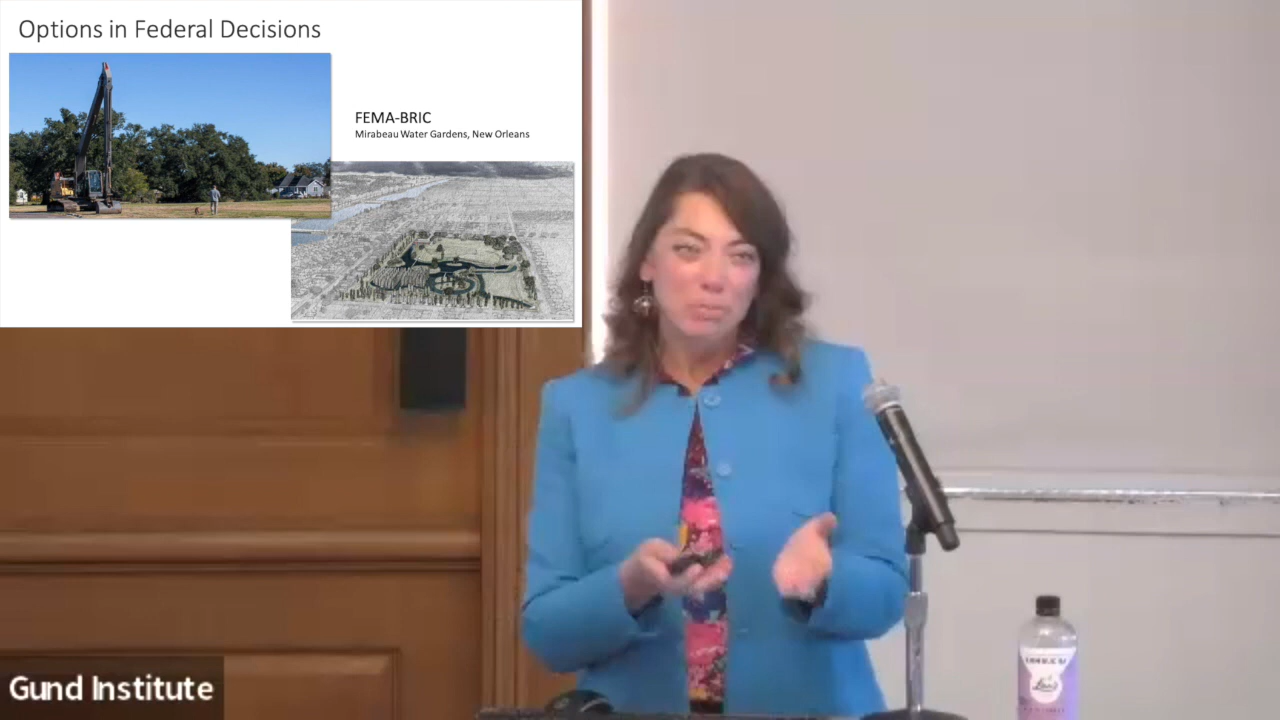 Options in Federal Decisions
FEMA-BRIC
Mirabeau Water Gardens, New Orleans
Gund Institute